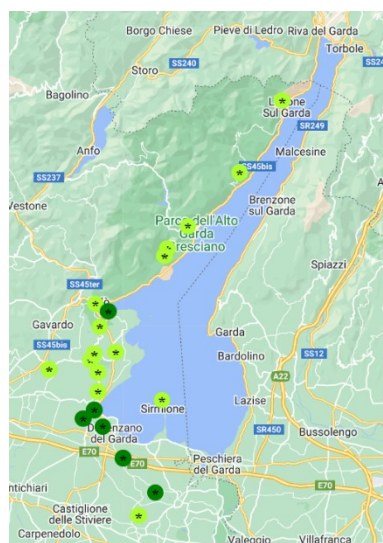 Borgo Chiese
Pieve di Ledro
Riva del Garda
Torbole
Storo
SS240
SS24
Bagolino
Sul Garda
SR249
Anfo
Malcesine
SS45bis
SS237
Vestone
Brenzone
sul Garda
Parco dell'Alto
Garda
Bresciano
Spiazzi
SS45ter
Gavardo
Garda
SS45bis
Bardolino
SS12
A22
Sirmione
Lazise
Bussolengo
SR450
del Garda
E70
Peschiera
del Garda
E70
E70
ntichiari
Castiglione
delle Stiviere
Carpenedolo
Valeggio
Villafranca